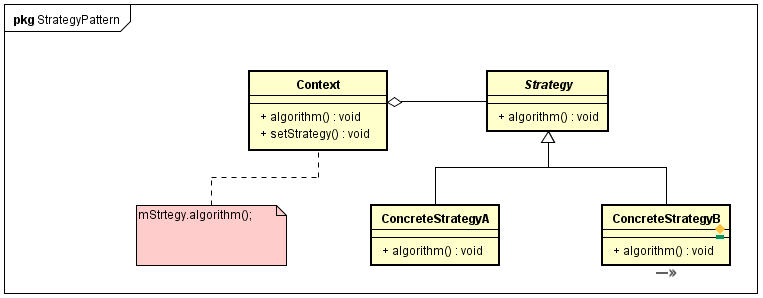 pkg StrategyPattern
Context
+ algorithm() : void
+ setStrategy() : void
Strategy
+ algorithm() : void
mStrtegy.algorithm();
ConcreteStrategyA
+ algorithm() : void
ConcreteStrategyB
+ algorithm() : void